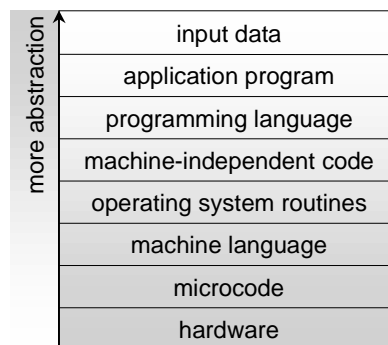 more abstraction
input data
application program
programming language
machine-independent code
operating system routines
machine language
microcode
hardware